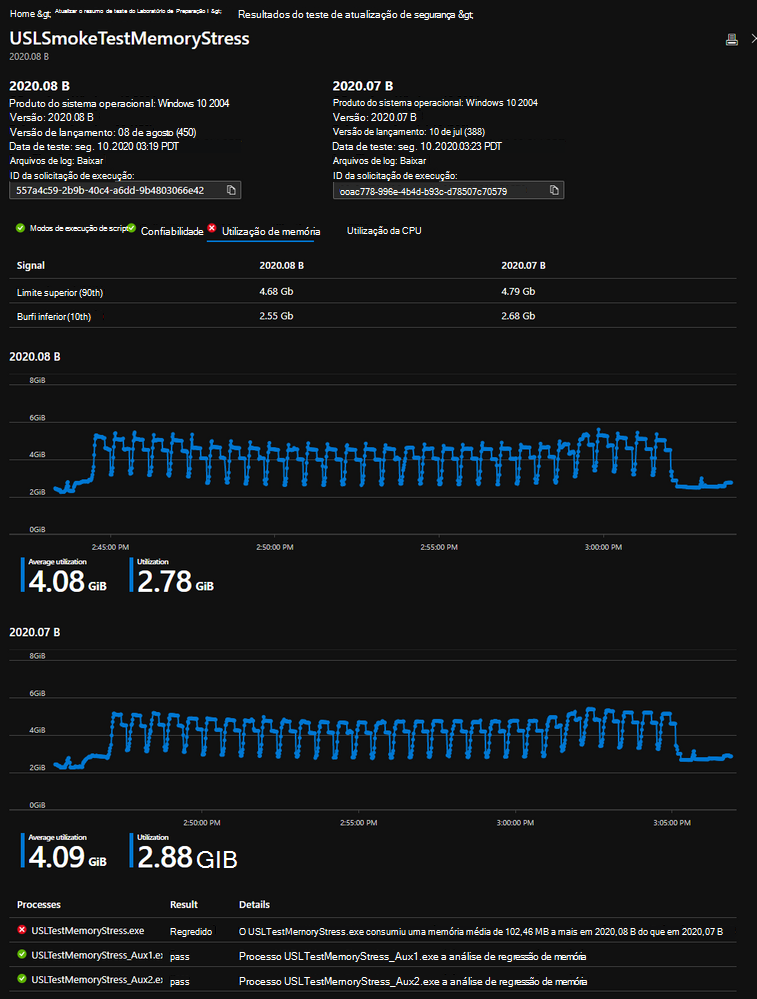 Home &gt; Atualizar o resumo de teste do Laboratório de Preparação ! &gt; Resultados do teste de atualização de segurança &gt;
USLSmokeTestMemoryStress
2020.08 B
2020.08 B
Produto do sistema operacional: Windows 10 2004
Versão: 2020.08 B
Versão de lançamento: 08 de agosto (450)
Data de teste: seg. 10.2020 03:19 PDT
Arquivos de log: Baixar
ID da solicitação de execução:
557a4c59-2b9b-40c4-a6dd-9b4803066e42
2020.07 B
Produto do sistema operacional: Windows 10 2004
Versão: 2020.07 B
Versão de lançamento: 10 de jul (388)
Data de teste: seg. 10.2020.03:23 PDT
Arquivos de log: Baixar
ID da solicitação de execução:
ooac778-996e-4b4d-b93c-d78507c70579
Modos de execução de script Confiabilidade Utilização de memória Utilização da CPU
Signal 2020.08 B 2020.07 B
Limite superior (90th) 4.68 Gb 4.79 Gb
Burfi inferior (10th) 2.55 Gb 2.68 Gb
2020.08 B
8GiB
6GiB
4GiB
2GiB
0GiB
2:45:00 PM 2:50:00 PM 2:55:00 PM 3:00:00 PM
Average utilization Utilization
4.08 GiB 2.78 GiB
2020.07 B
8GiB
6GiB
4GiB
2GiB
0GiB
2:50:00 PM 2:55:00 PM 3:00:00 PM 3:05:00 PM
Average utilization Utilization
4.09 GiB 2.88 GIB
Processes Result Details
USLTestMemoryStress.exe Regredido O USLTestMemoryStress.exe consumiu uma memória média de 102,46 MB a mais em 2020,08 B do que em 2020,07 B
USLTestMemoryStress_Aux1.ex pass Processo USLTestMemoryStress_Aux1.exe a análise de regressão de memória
USLTestMemoryStress_Aux2.ex pass Processo USLTestMemoryStress_Aux2.exe a análise de regressão de memória